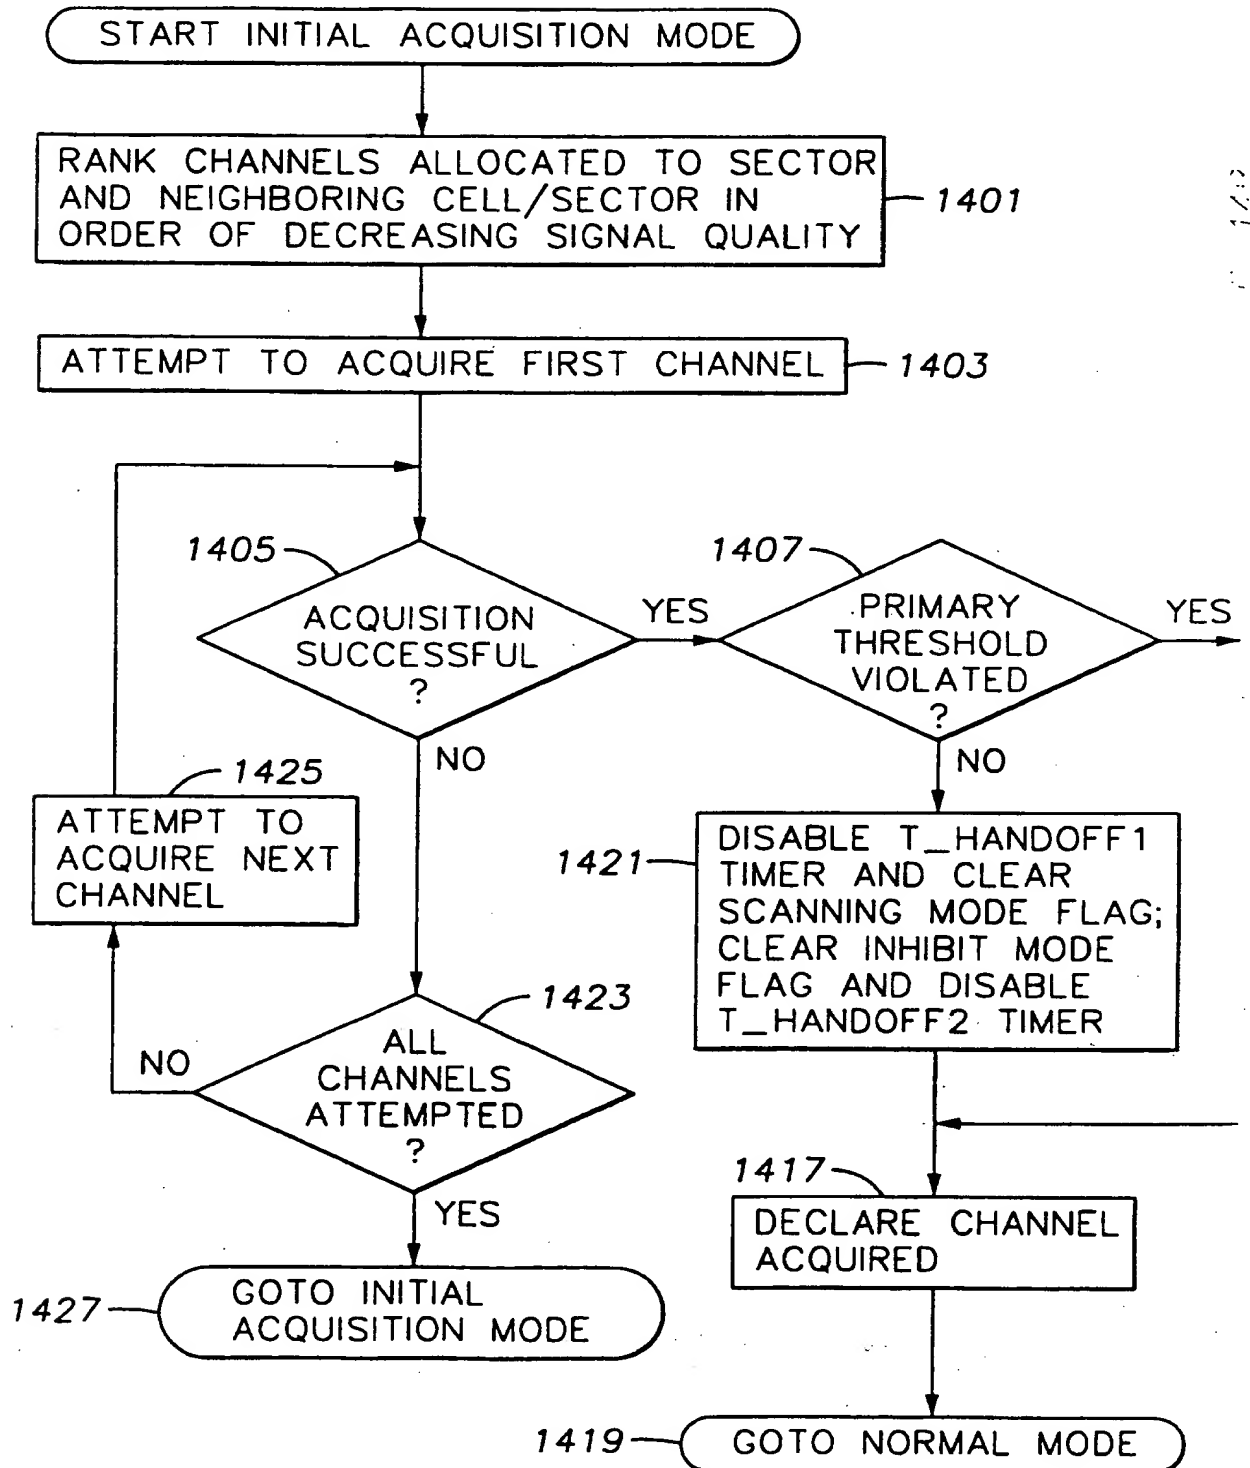 START INITIAL ACQUISITION MODE
RANK CHANNELS ALLOCATED TO SECTOR
AND NEIGHBORING CELL/SECTOR IN
ORDER OF DECREASING SIGNAL QUALITY
1401
ATTEMPT TO ACQUIRE FIRST CHANNEL
1403
1405
ACQUISITION
SUCCESSFUL
?
YES
NO
1407
PRIMARY
THRESHOLD
VIOLATED
?
YES
NO
1425
ATTEMPT TO
ACQUIRE NEXT
CHANNEL
1421
DISABLE T_HANDOFF1
TIMER AND CLEAR
SCANNING MODE FLAG;
CLEAR INHIBIT MODE
FLAG AND DISABLE
T_HANDOFF2 TIMER
1423
ALL
CHANNELS
ATTEMPTED
?
NO
YES
1417
DECLARE CHANNEL
ACQUIRED
1427
GOTO INITIAL
ACQUISITION MODE
1419
GOTO NORMAL MODE